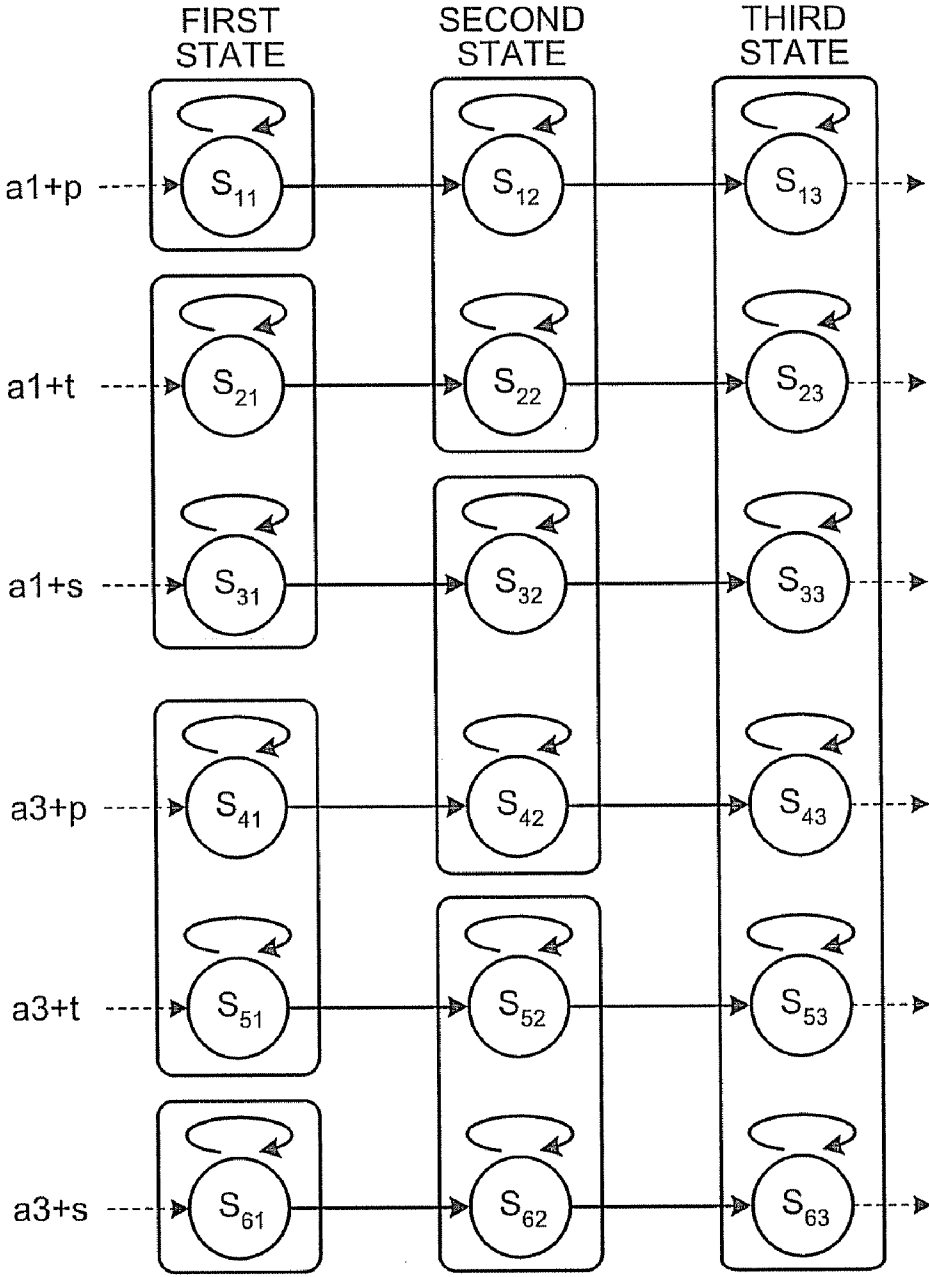 FIRST STATE
SECOND STATE
THIRD STATE
a1+p S11 S12 S13
a1+t S21 S22 S23
a1+s S31 S32 S33
a3+p S41 S42 S43
a3+t S51 S52 S53
a3+s S61 S62 S63